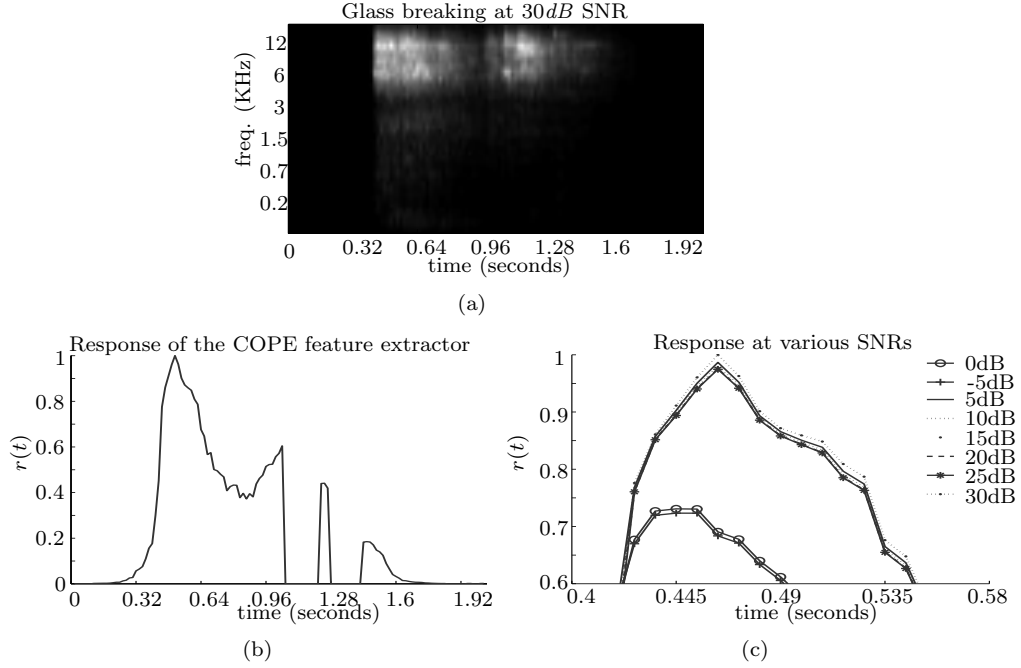 Glass breaking at 30dB SNR
freq. (KHz)
12
6
3
1.5
0.7
0.2
0 0.32 0.64 0.96 1.28 1.6 1.92
time (seconds)
(a)
Response of the COPE feature extractor
r(t)
1
0.8
0.6
0.4
0.2
0
0 0.32 0.64 0.96 1.28 1.6 1.92
time (seconds)
(b)
Response at various SNRs
r(t)
1
0.9
0.8
0.7
0.6
0.4 0.445 0.49 0.535 0.58
time (seconds)
0dB
-5dB
5dB
10dB
15dB
20dB
25dB
30dB
(c)